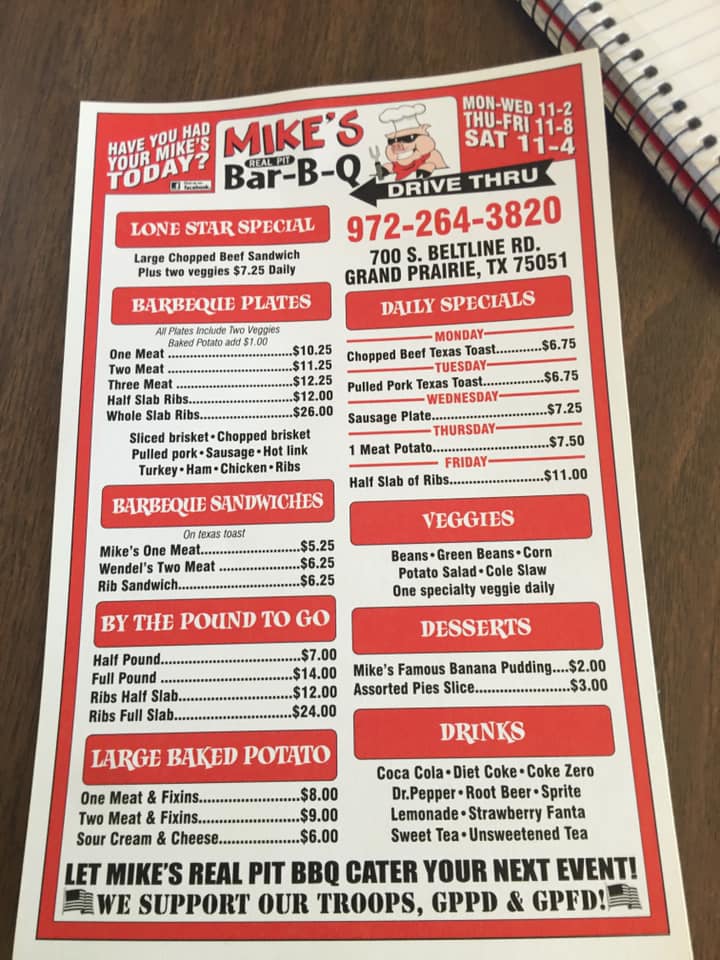 HAVE YOU HAD
YOUR MIKE'S
TODAY?
facebook
MIKE'S
REAL PIT
Bar-B-Q
MON-WED 11-2
THU-FRI 11-8
SAT 11-4
DRIVE THRU
972-264-3820
700 S. BELTLINE RD.
GRAND PRAIRIE, TX 75051
LONE STAR SPECIAL
Large Chopped Beef Sandwich
Plus two veggies $7.25 Daily
BARBEQUE PLATES
All Plates Include Two Veggies
Baked Potato add $1.00
One Meat ..............................$10.25
Two Meat ..............................$11.25
Three Meat ...........................$12.25
Half Slab Ribs.........................$12.00
Whole Slab Ribs......................$26.00
Sliced brisket • Chopped brisket
Pulled pork • Sausage • Hot link
Turkey • Ham • Chicken • Ribs
BARBEQUE SANDWICHES
On texas toast
Mike's One Meat........................$5.25
Wendel's Two Meat ....................$6.25
Rib Sandwich.............................$6.25
BY THE POUND TO GO
Half Pound.................................$7.00
Full Pound ..........................$14.00
Ribs Half Slab............................$12.00
Ribs Full Slab............................$24.00
LARGE BAKED POTATO
One Meat & Fixins........................$8.00
Two Meat & Fixins........................$9.00
Sour Cream & Cheese...................$6.00
DAILY SPECIALS
MONDAY
Chopped Beef Texas Toast...........$6.75
TUESDAY
Pulled Pork Texas Toast...............$6.75
WEDNESDAY
Sausage Plate............................$7.25
THURSDAY
1 Meat Potato............................$7.50
FRIDAY
Half Slab of Ribs.......................$11.00
VEGGIES
Beans • Green Beans • Corn
Potato Salad • Cole Slaw
One specialty veggie daily
DESSERTS
Mike's Famous Banana Pudding....$2.00
Assorted Pies Slice......................$3.00
DRINKS
Coca Cola • Diet Coke • Coke Zero
Dr.Pepper • Root Beer • Sprite
Lemonade • Strawberry Fanta
Sweet Tea • Unsweetened Tea
LET MIKE'S REAL PIT BBQ CATER YOUR NEXT EVENT!
WE SUPPORT OUR TROOPS, GPPD & GPFD!